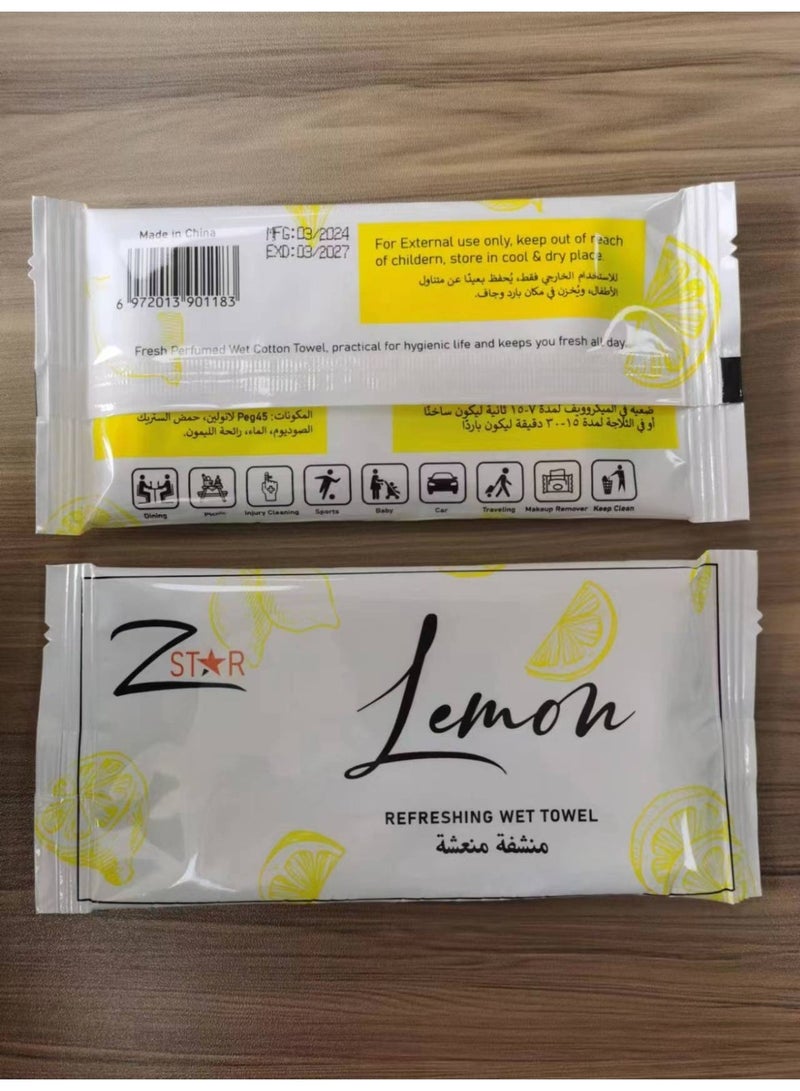 Made in China
MFG:03/2024
EXD:03/2027
6 972013 901183
For External use only, keep out of reach
of childern, store in cool & dry place.
للاستخدام الخارجي فقط، يُحفظ بعيدًا عن متناول
الأطفال، ويُخزن في مكان بارد وجاف.
Fresh Perfumed Wet Cotton Towel, practical for hygienic life and keeps you fresh all day.
المكونات: Peg45 لانولين، حمض الستريك
الصوديوم، الماء، رائحة الليمون.
ضعيه في الميكروويف لمدة ٧-١٥ ثانية ليكون ساخنًا
أو في الثلاجة لمدة ١٥-٣٠ دقيقة ليكون باردًا
Dining
Picnic
Injury Cleaning
Sports
Baby
Car
Traveling
Makeup Remover
Keep Clean
Z STAR
Lemon
REFRESHING WET TOWEL
منشفة منعشة